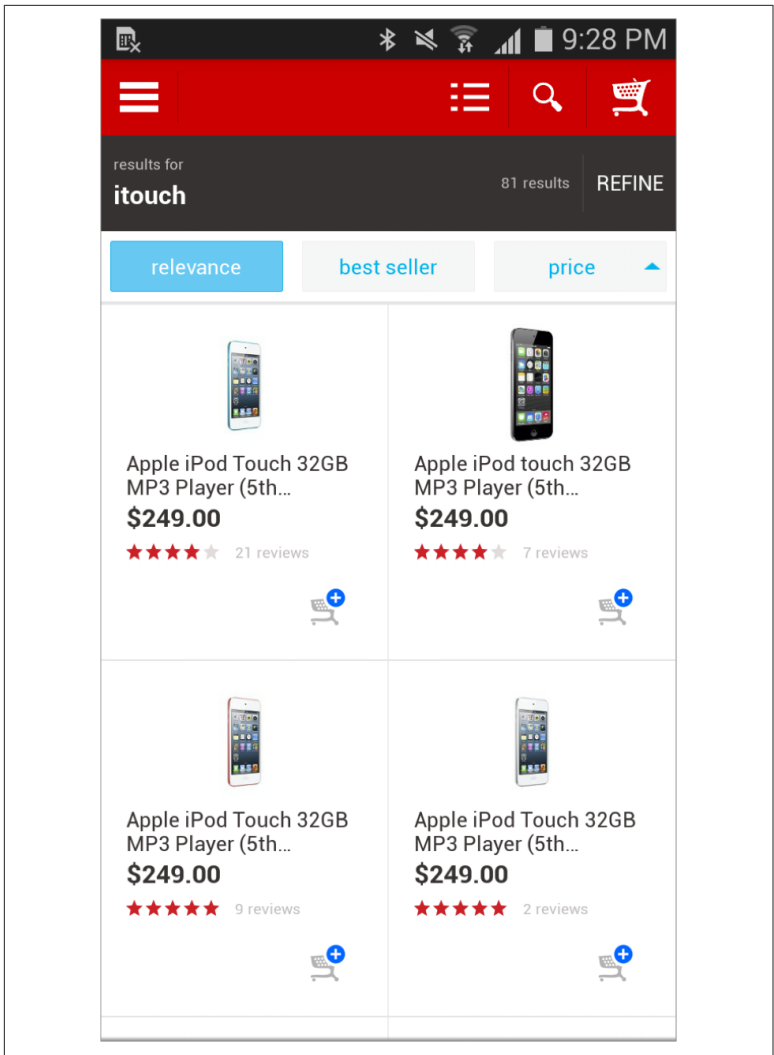 9:28 PM
results for
itouch
81 results
REFINE
relevance
best seller
price
Apple iPod Touch 32GB
MP3 Player (5th...
$249.00
21 reviews
Apple iPod touch 32GB
MP3 Player (5th...
$249.00
7 reviews
Apple iPod Touch 32GB
MP3 Player (5th...
$249.00
9 reviews
Apple iPod Touch 32GB
MP3 Player (5th...
$249.00
2 reviews